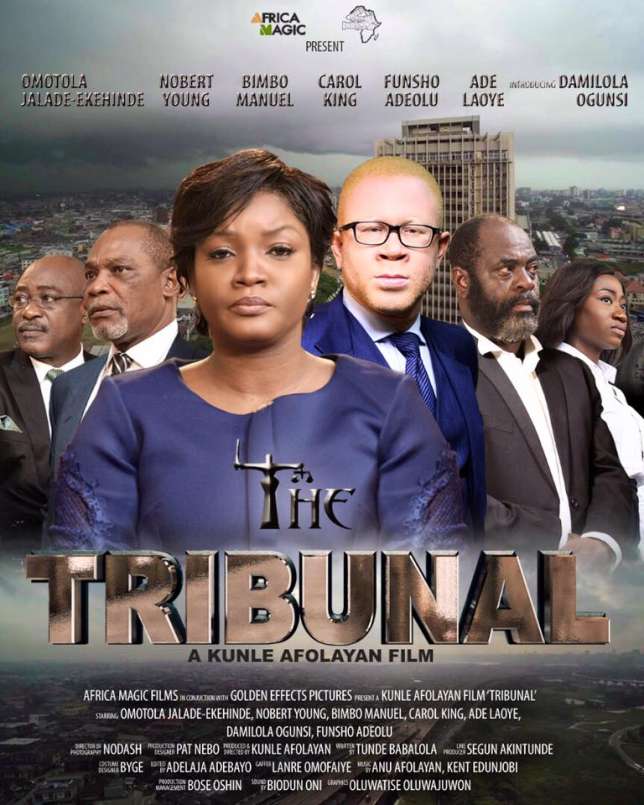 AFRICA
MAGIC
PRESENT
OMOTOLA JALADE-EKEHINDE
NOBERT YOUNG
BIMBO MANUEL
CAROL KING
FUNSHO ADEOLU
ADE LAOYE
INTRODUCING DAMILOLA OGUNSI
THE
TRIBUNAL
A KUNLE AFOLAYAN FILM
AFRICA MAGIC FILMS IN CONJUCTION WITH GOLDEN EFFECTS PICTURES PRESENT A KUNLE AFOLAYAN FILM 'TRIBUNAL'
STARRING OMOTOLA JALADE-EKEHINDE, NOBERT YOUNG, BIMBO MANUEL, CAROL KING, ADE LAOYE,
DAMILOLA OGUNSI, FUNSHO ADEOLU
DIRECTOR OF PHOTOGRAPHY NODASH PRODUCTION DESIGNER PAT NEBO PRODUCED & DIRECTED BY KUNLE AFOLAYAN WRITTEN BY TUNDE BABALOLA LINE PRODUCER SEGUN AKINTUNDE
COSTUME DESIGNER BYGE EDITED BY ADELAJA ADEBAYO GAFFER LANRE OMOFAIYE MUSIC BY ANU AFOLAYAN, KENT EDUNJOBI
PRODUCTION MANAGEMENT BOSE OSHIN SOUND BY BIODUN ONI GRAPHICS OLUWATISE OLUWAJUWON